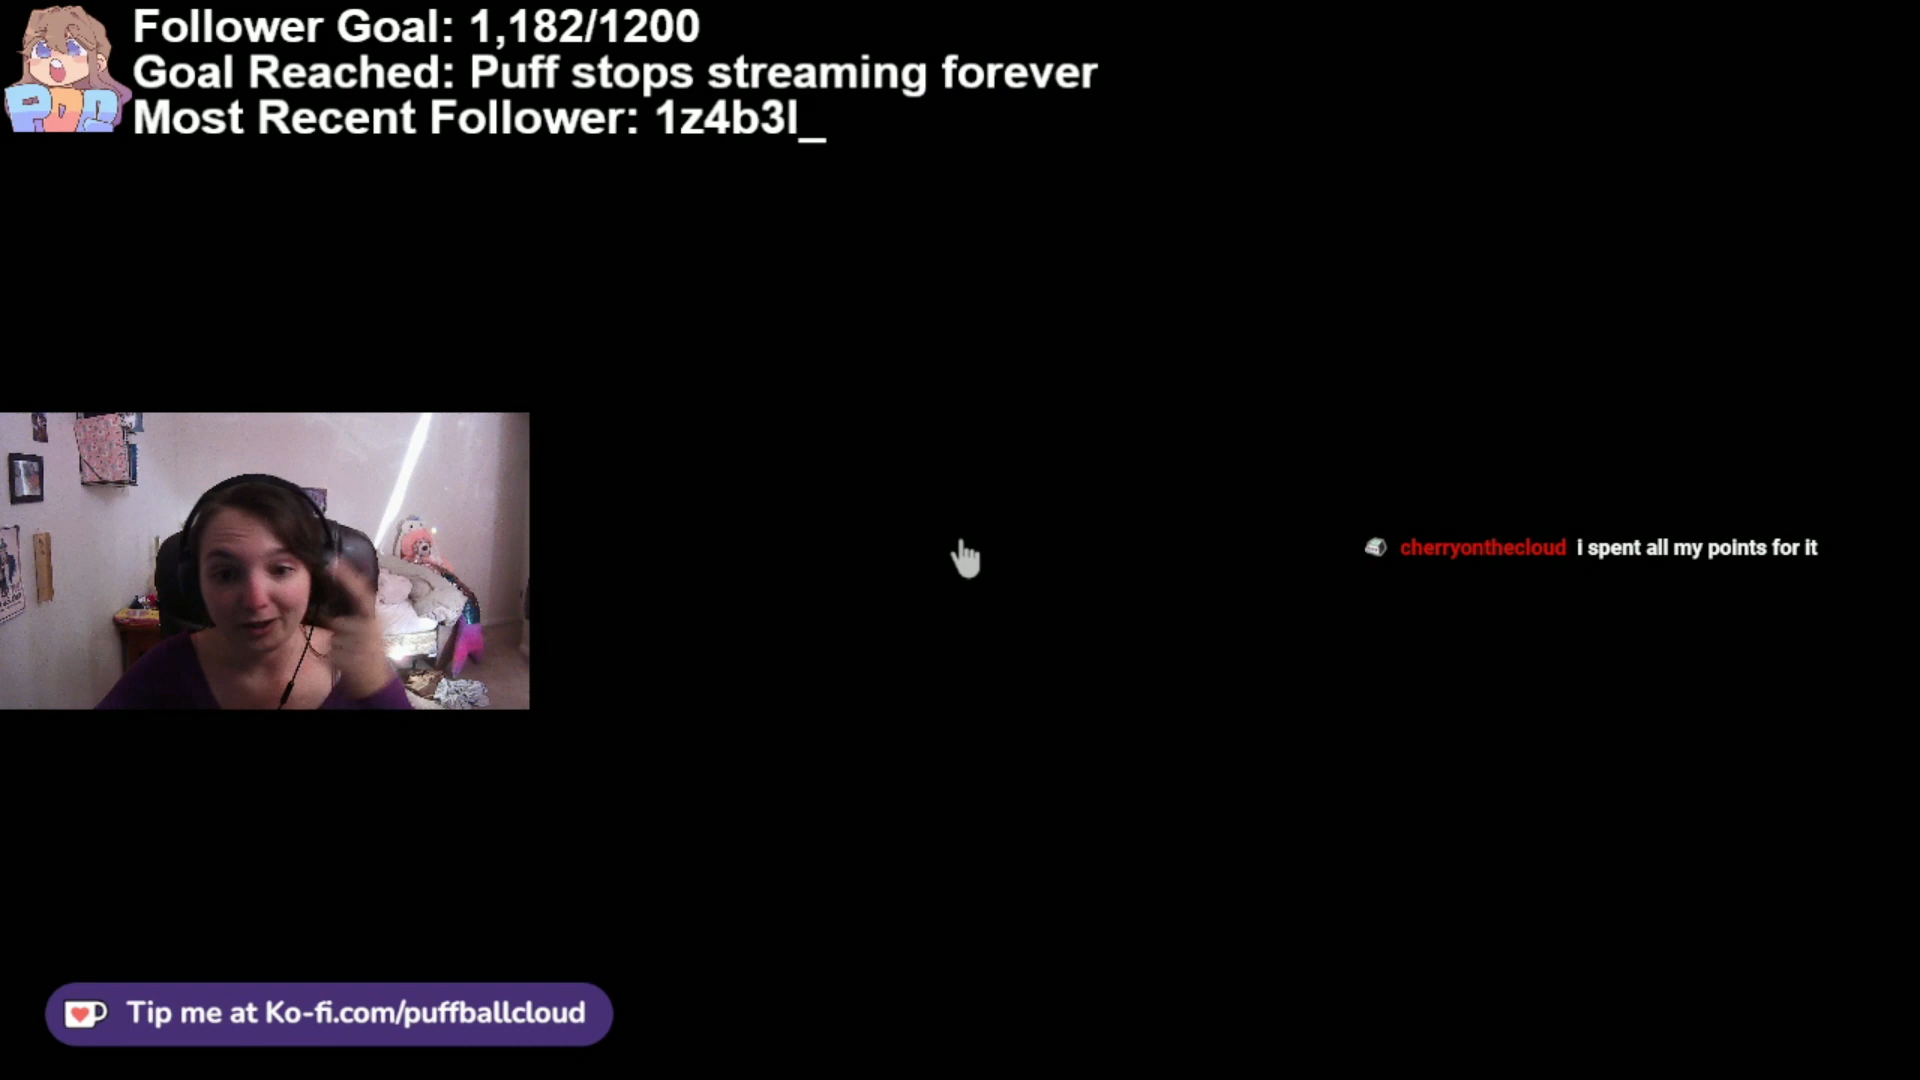 Follower Goal: 1,182/1200
Goal Reached: Puff stops streaming forever
Most Recent Follower: 1z4b3l_
PDC
cherryonthecloud i spent all my points for it
Tip me at Ko-fi.com/puffballcloud